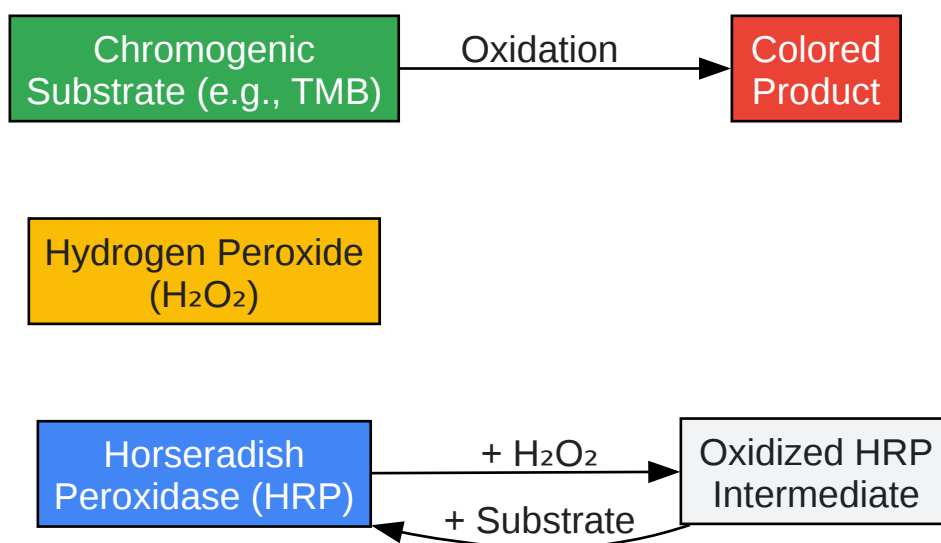 Chromogenic
Substrate (e.g., TMB)
Oxidation
Colored
Product
Hydrogen Peroxide
(H₂O₂)
Horseradish
Peroxidase (HRP)
+ H₂O₂
+ Substrate
Oxidized HRP
Intermediate